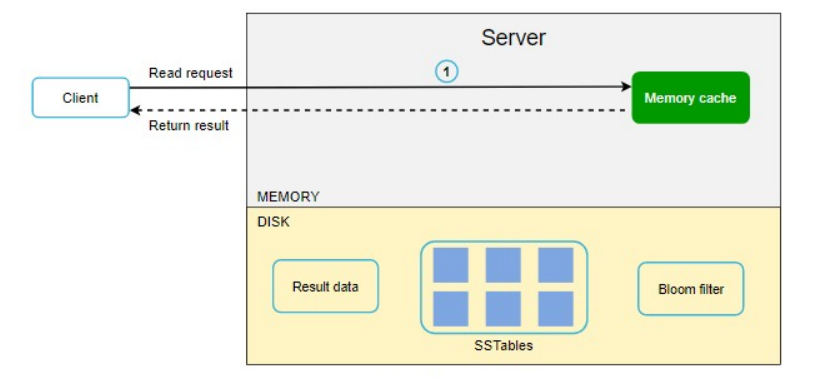 Server
Read request
1
Client
Memory cache
Return result
MEMORY
DISK
Result data
Bloom filter
SSTables